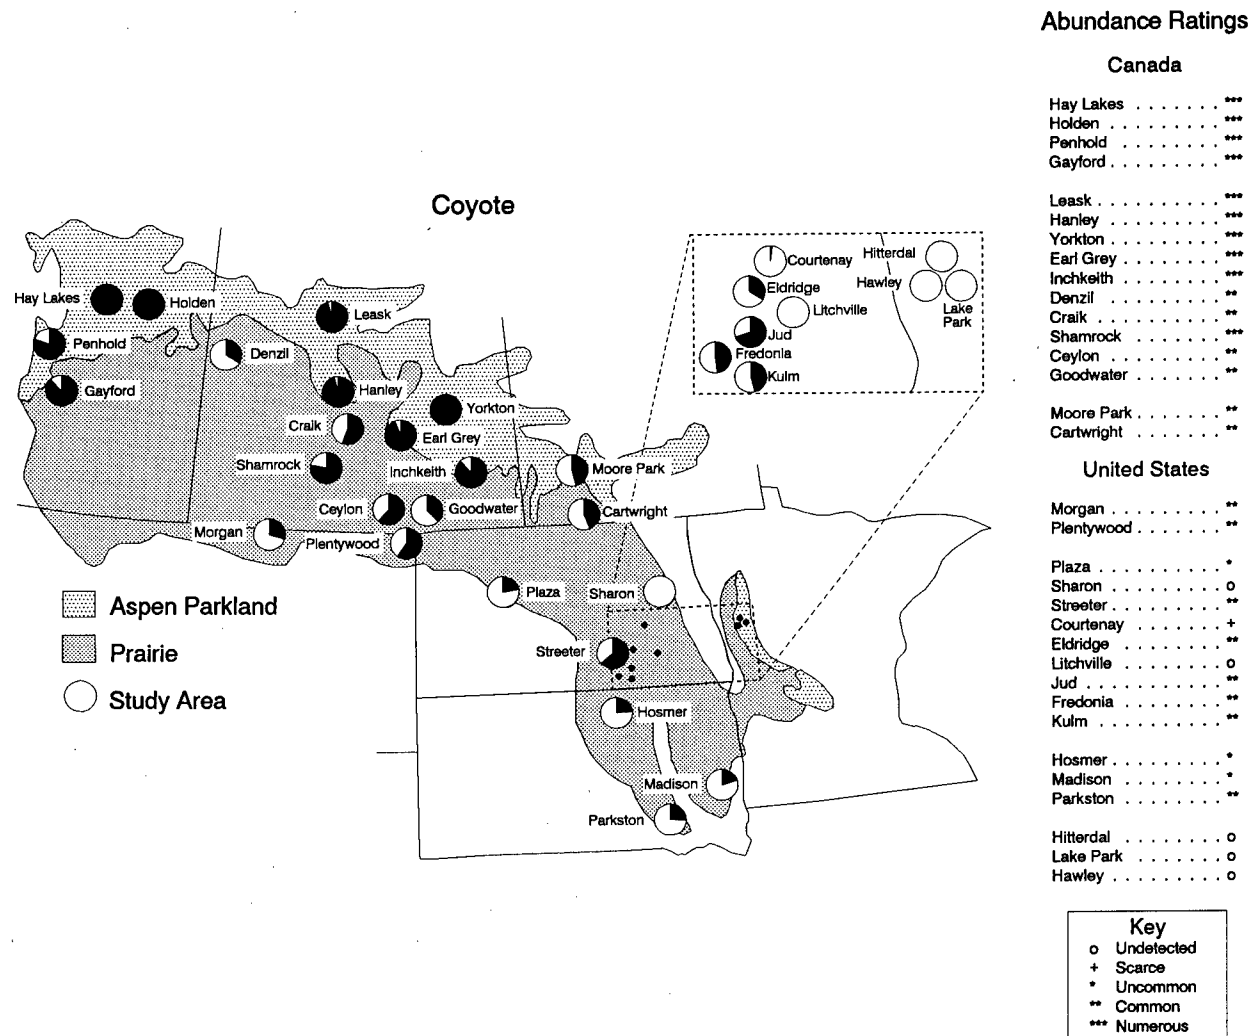 Abundance Ratings
Canada
Hay Lakes . . . . . . . ***
Holden . . . . . . . . . ***
Penhold . . . . . . . . ***
Gayford . . . . . . . . . ***
Leask . . . . . . . . . . ***
Hanley . . . . . . . . . ***
Yorkton . . . . . . . . . ***
Earl Grey . . . . . . . . ***
Inchkeith . . . . . . . . ***
Denzil . . . . . . . . . . **
Craik . . . . . . . . . . **
Shamrock . . . . . . . ***
Ceylon . . . . . . . . . **
Goodwater . . . . . . . **
Moore Park . . . . . . . **
Cartwright . . . . . . . **
United States
Morgan . . . . . . . . . **
Plentywood . . . . . . . **
Plaza . . . . . . . . . . *
Sharon . . . . . . . . . o
Streeter . . . . . . . . . **
Courtenay . . . . . . . +
Eldridge . . . . . . . . **
Litchville . . . . . . . . o
Jud . . . . . . . . . . . **
Fredonia . . . . . . . . **
Kulm . . . . . . . . . . **
Hosmer . . . . . . . . . *
Madison . . . . . . . . *
Parkston . . . . . . . . **
Hitterdal . . . . . . . . o
Lake Park . . . . . . . o
Hawley . . . . . . . . . o
Key
o Undetected
+ Scarce
* Uncommon
** Common
*** Numerous
Coyote
Hay Lakes
Holden
Penhold
Gayford
Denzil
Leask
Hanley
Craik
Yorkton
Earl Grey
Shamrock
Inchkeith
Moore Park
Ceylon
Goodwater
Cartwright
Morgan
Plentywood
Plaza
Sharon
Streeter
Hosmer
Madison
Parkston
Courtenay
Eldridge
Litchville
Jud
Fredonia
Kulm
Hitterdal
Hawley
Lake
Park
Aspen Parkland
Prairie
Study Area